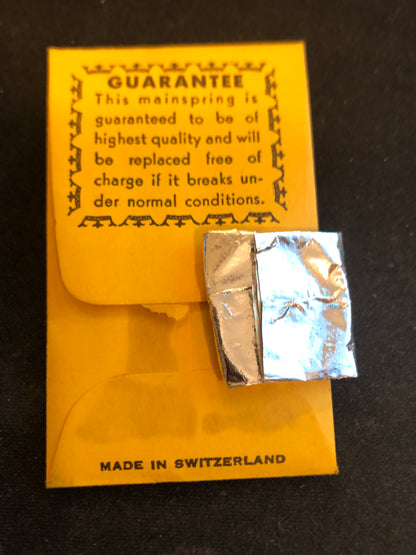 GUARANTEE
This mainspring is
guaranteed to be of
highest quality and will
be replaced free of
charge if it breaks un-
der normal conditions.
MADE IN SWITZERLAND